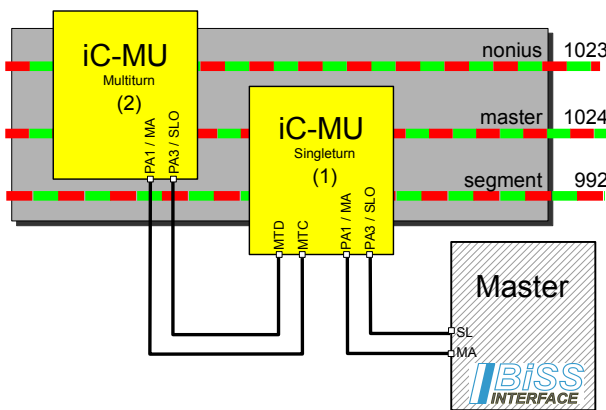 nonius 1023
iC-MU
Multiturn
(2)
PA1 / MA
PA3 / SLO
master 1024
iC-MU
Singleturn
(1)
segment 992
MTD
MTC
PA1 / MA
PA3 / SLO
Master
SL
MA
BiSS
INTERFACE